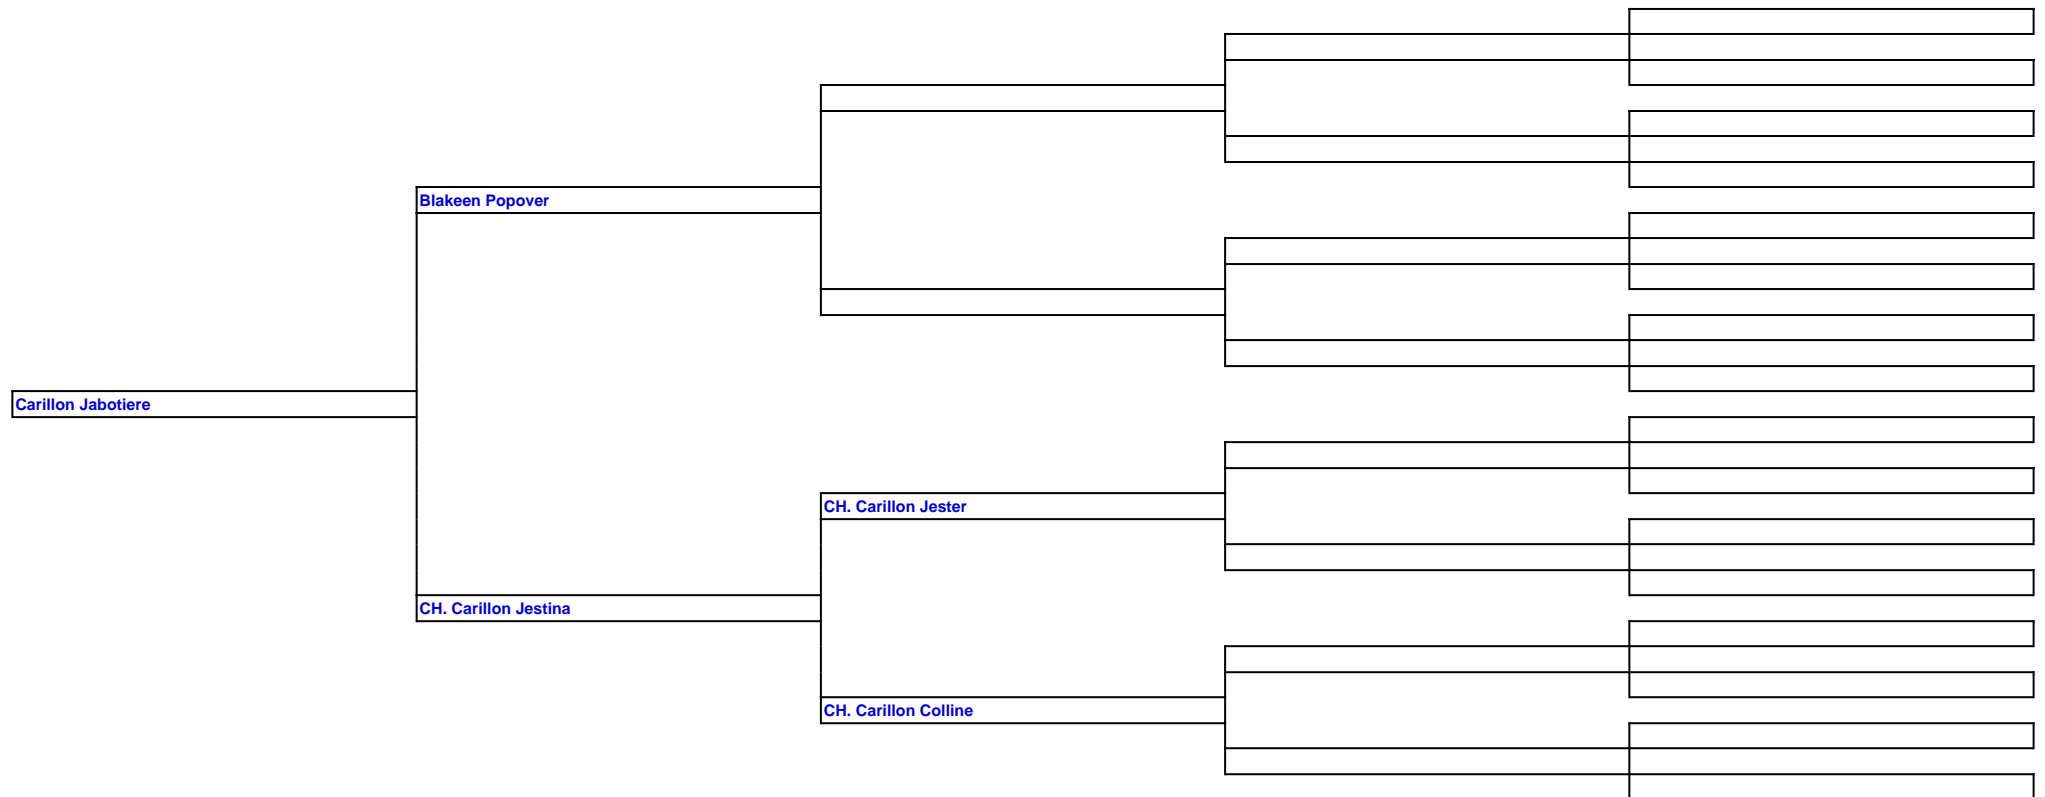 Blakeen Popover
Carillon Jabotiere
CH. Carillon Jester
CH. Carillon Jestina
CH. Carillon Colline